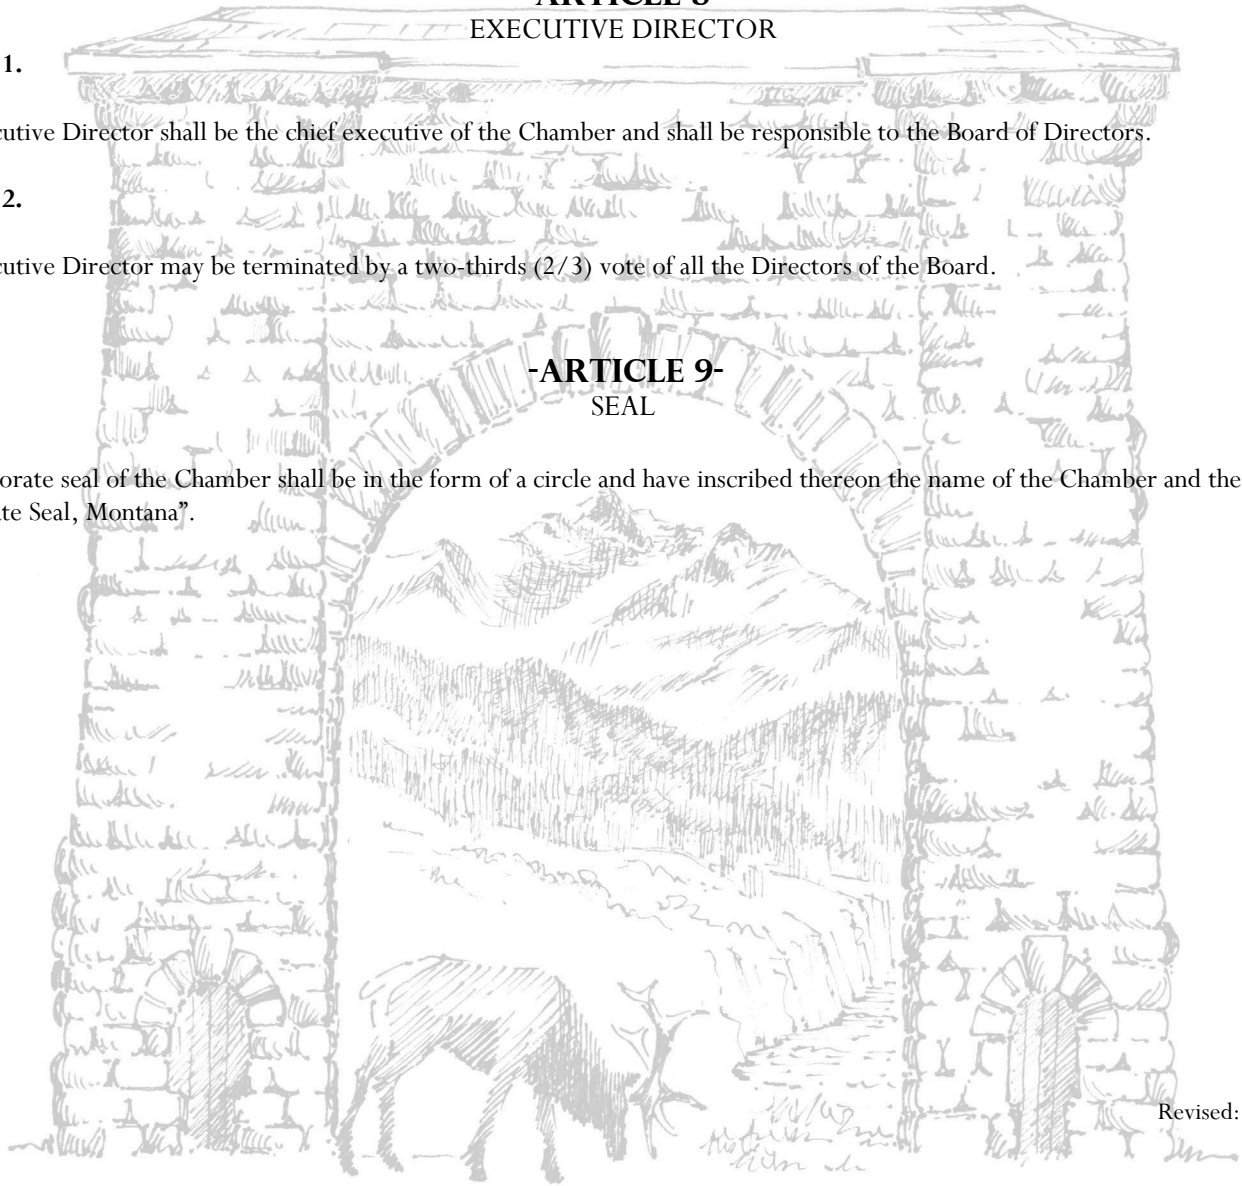 EXECUTIVE DIRECTOR
1.
cutive Director shall be the chief executive of the Chamber and shall be responsible to the Board of Directors.
2.
cutive Director may be terminated by a two-thirds (2/3) vote of all the Directors of the Board.
-ARTICLE 9-
SEAL
orate seal of the Chamber shall be in the form of a circle and have inscribed thereon the name of the Chamber and the
te Seal, Montana”.
Revised: